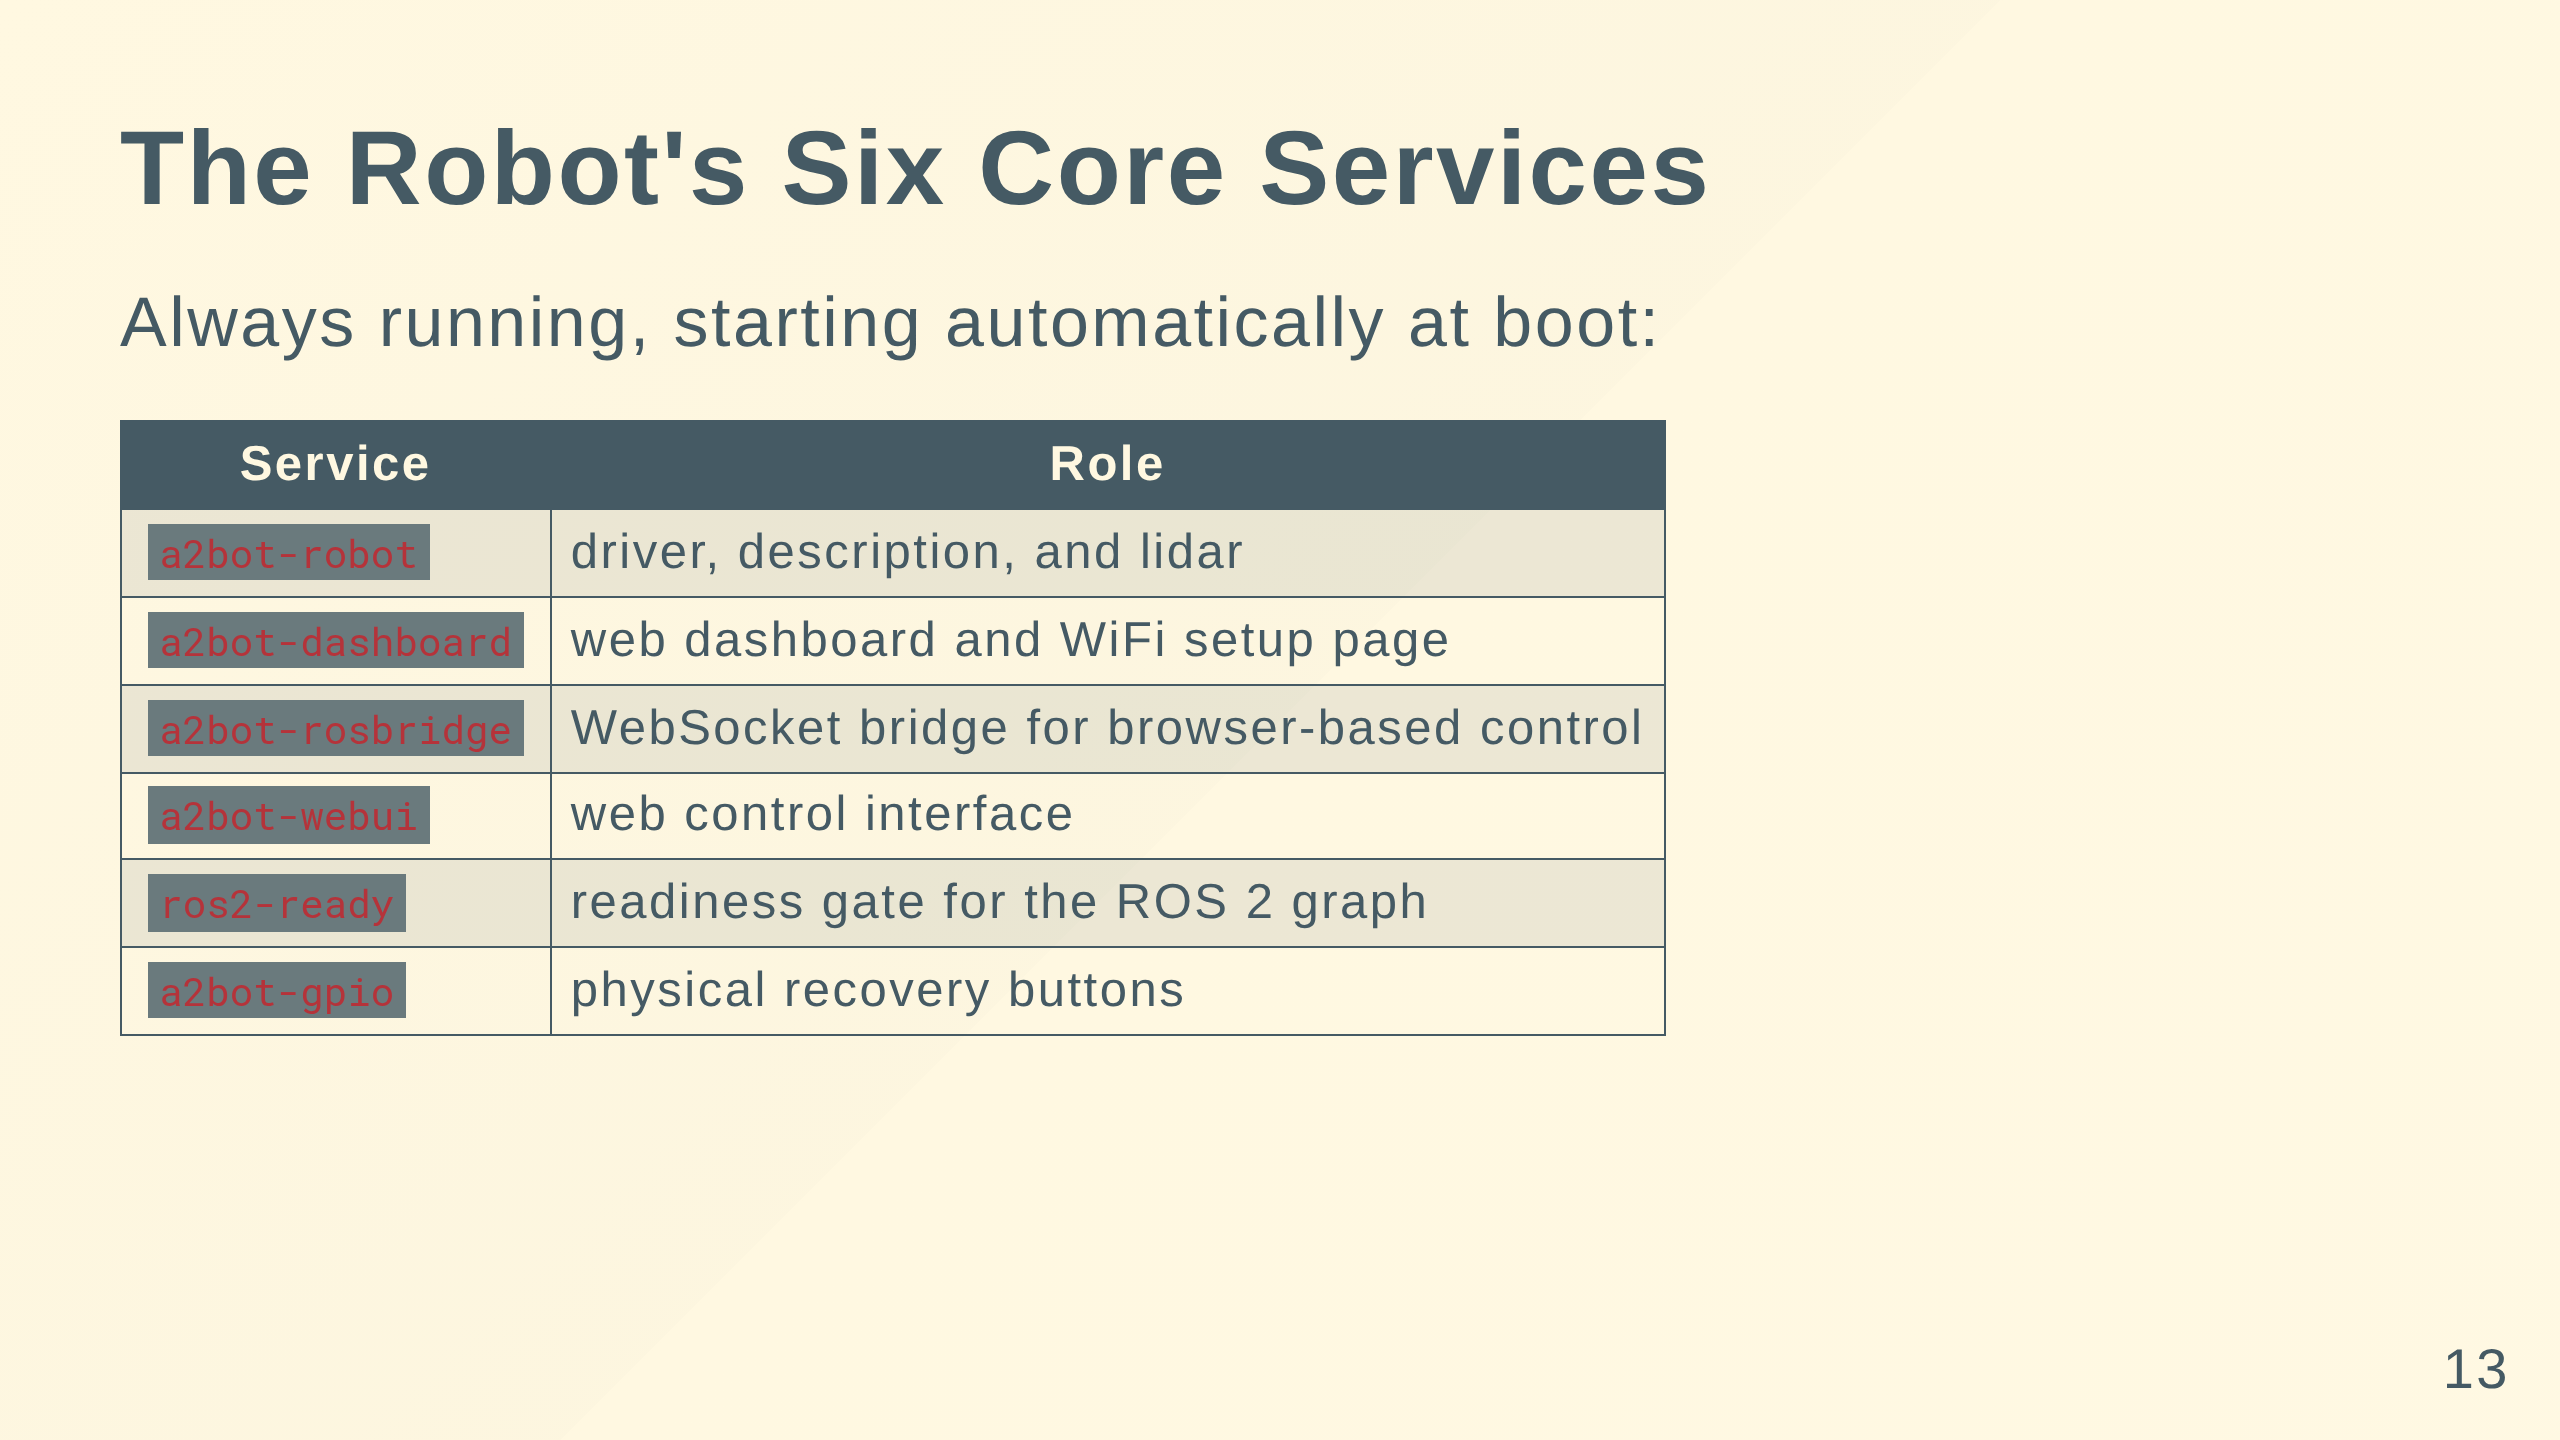 The Robot's Six Core Services
Always running, starting automatically at boot:
Service Role
a2bot-robot driver, description, and lidar
a2bot-dashboard web dashboard and WiFi setup page
a2bot-rosbridge WebSocket bridge for browser-based control
a2bot-webui web control interface
ros2-ready readiness gate for the ROS 2 graph
a2bot-gpio physical recovery buttons
13